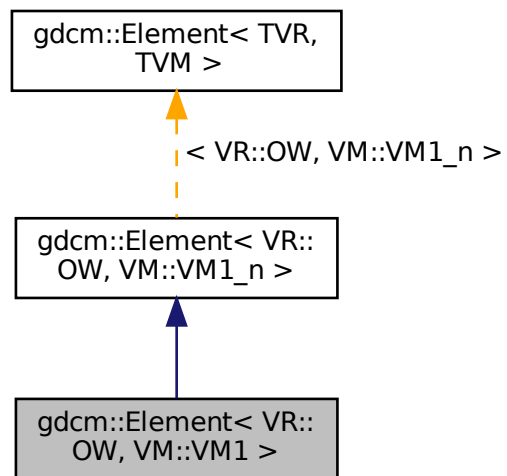 gdcm::Element< TVR,
TVM >
< VR::OW, VM::VM1_n >
gdcm::Element< VR::
OW, VM::VM1_n >
gdcm::Element< VR::
OW, VM::VM1 >